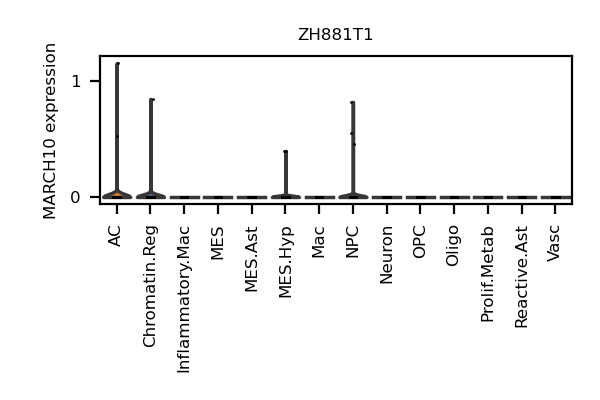 ZH881T1
MARCH10 expression
1
0
AC
Chromatin.Reg
Inflammatory.Mac
MES
MES.Ast
MES.Hyp
Mac
NPC
Neuron
OPC
Oligo
Prolif.Metab
Reactive.Ast
Vasc